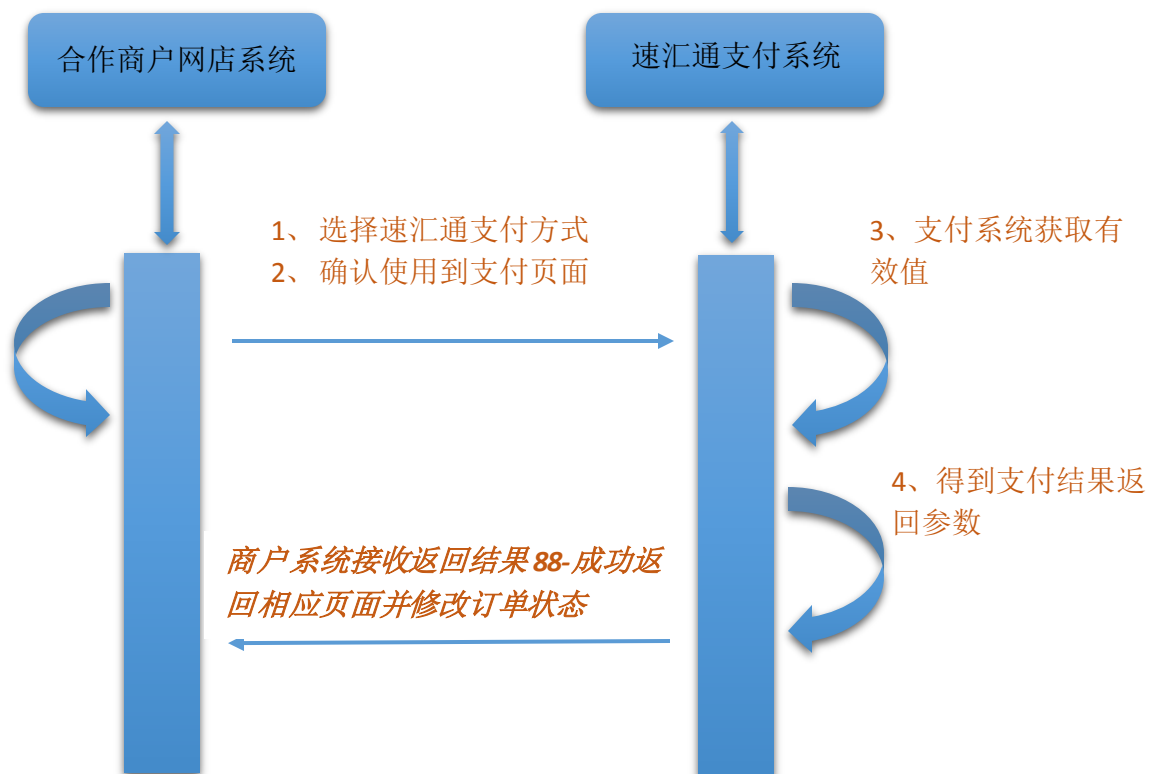 合作商户网店系统
速汇通支付系统
1、 选择速汇通支付方式
2、 确认使用到支付页面
3、支付系统获取有
效值
4、得到支付结果返
回参数
商户系统接收返回结果88-成功返
回相应页面并修改订单状态